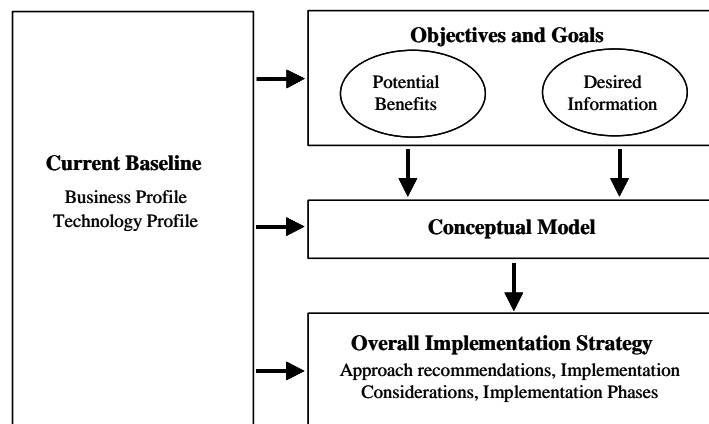 Current Baseline
Business Profile
Technology Profile
Objectives and Goals
Potential
Benefits
Desired
Information
Conceptual Model
Overall Implementation Strategy
Approach recommendations, Implementation
Considerations, Implementation Phases